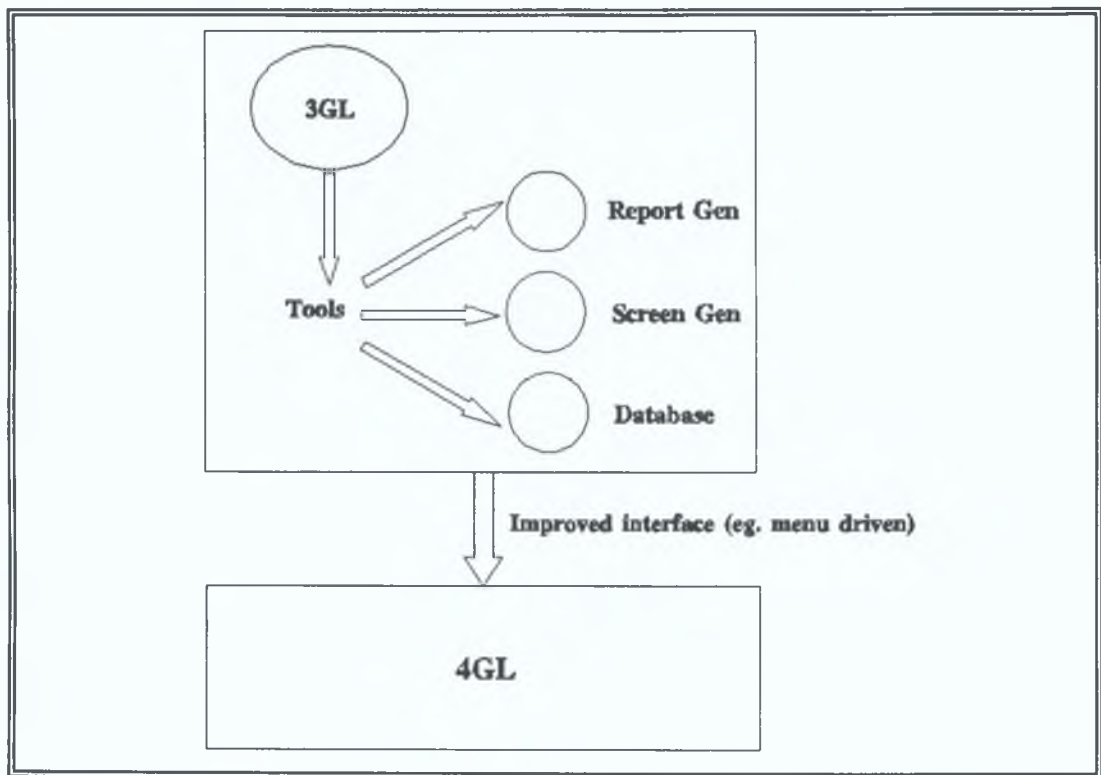 3GL
Report Gen
Tools
Screen Gen
Database
Improved interface (eg. menu driven)
4GL